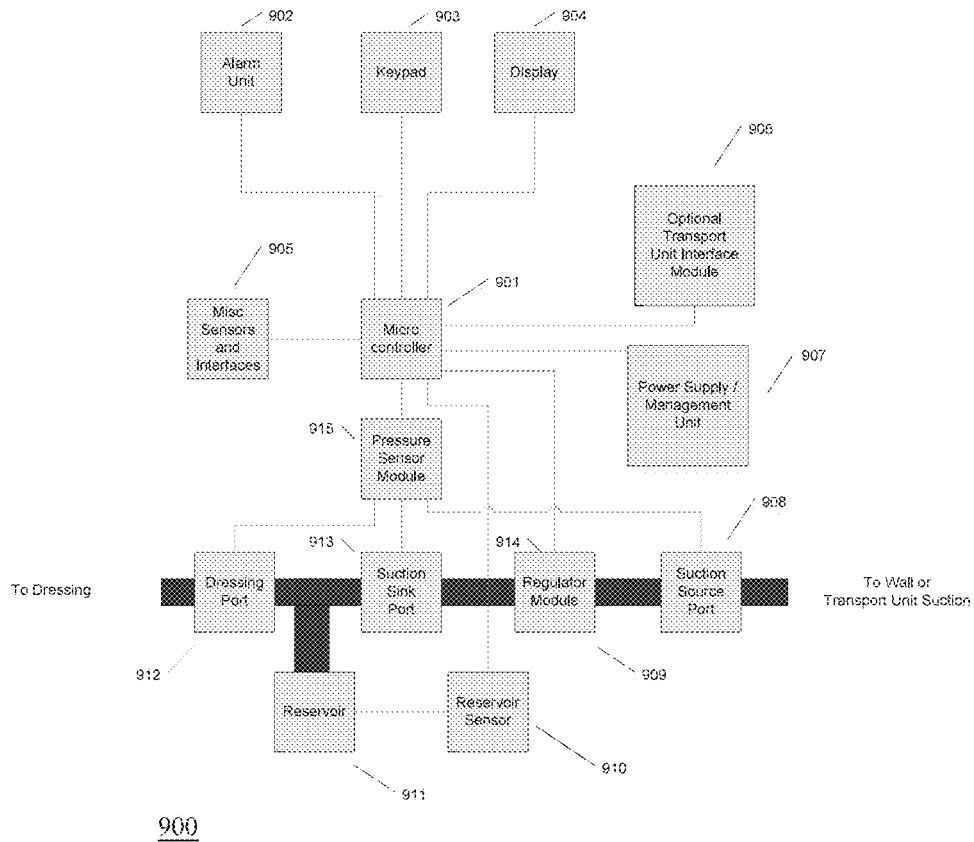 902
903
904
Alarm
Unit
Keypad
Display
906
Optional
Transport
Unit Interface
Module
905
901
Misc
Sensors
and
Interfaces
Micro
controller
907
Power Supply /
Management
Unit
915
Pressure
Sensor
Module
908
913
914
To Dressing
Dressing
Port
Suction
Sink
Port
Regulator
Module
Suction
Source
Port
To Wall or
Transport Unit Suction
912
909
Reservoir
Reservoir
Sensor
910
911
900